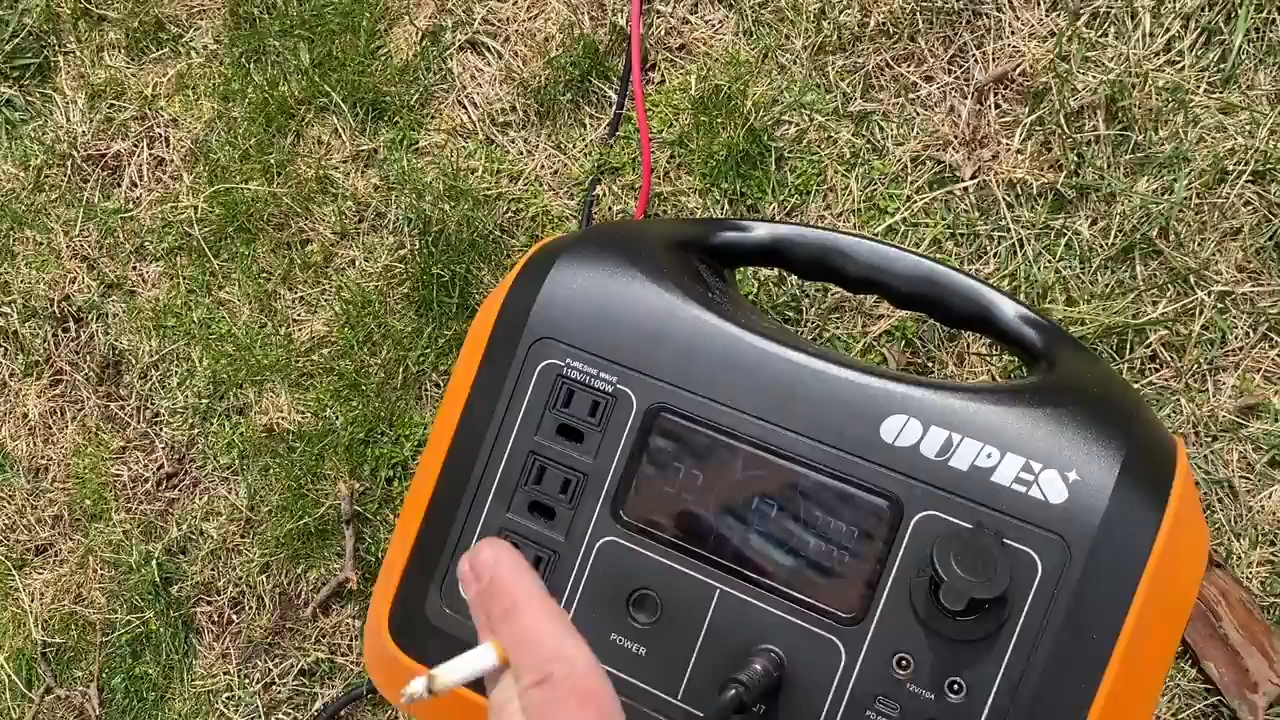 PURESINE WAVE
110V/1100W
OUPES
POWER
12V/10A